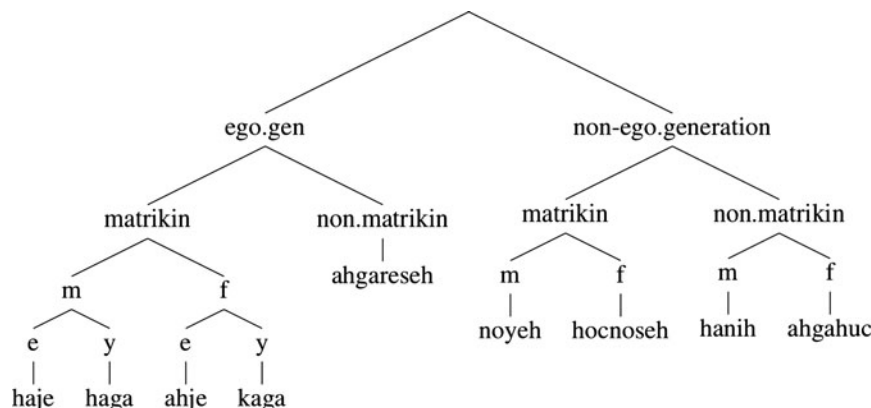 ego.gen non-ego.generation
matrikin non.matrikin matrikin non.matrikin
m f ahgareseh m f m f
e y e y noyeh hocnoseh hanih ahgahuc
haje haga ahje kaga